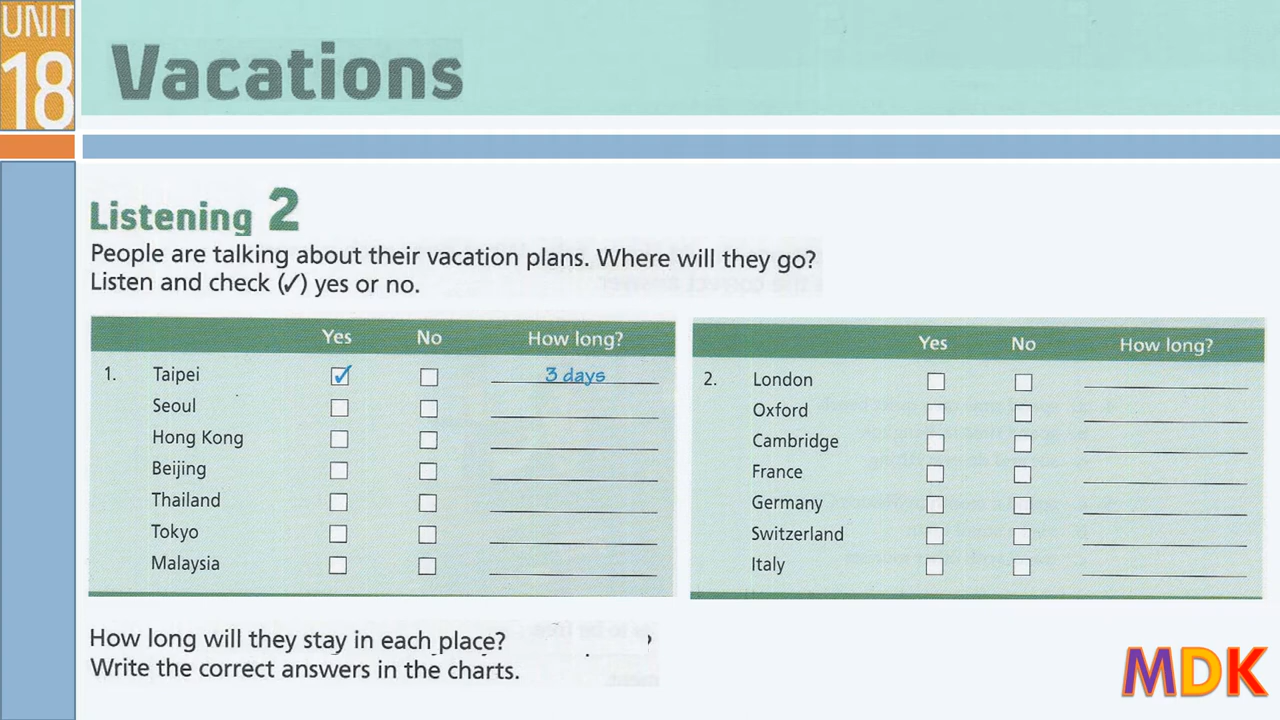 UNIT
18
Vacations
Listening 2
People are talking about their vacation plans. Where will they go?
Listen and check (✓) yes or no.
Yes No How long?
1. Taipei ✓ 3 days
Seoul
Hong Kong
Beijing
Thailand
Tokyo
Malaysia
Yes No How long?
2. London
Oxford
Cambridge
France
Germany
Switzerland
Italy
How long will they stay in each place?
Write the correct answers in the charts.
MDK